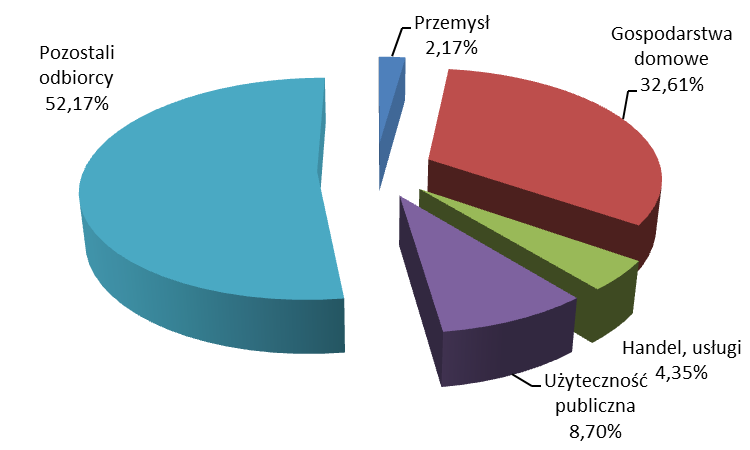 Przemysł
2,17%
Gospodarstwa
domowe
32,61%
Pozostali
odbiorcy
52,17%
Handel, usługi
4,35%
Użyteczność
publiczna
8,70%